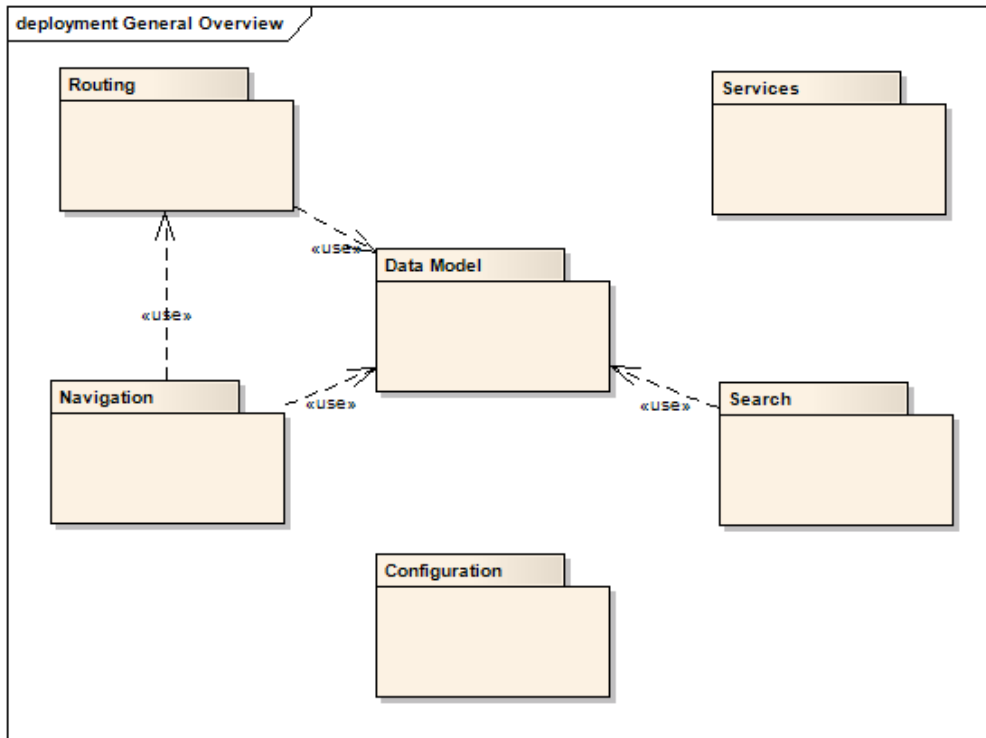 deployment General Overview
Routing
Services
«use»
Data Model
«use»
Navigation
«use»
«use»
Search
Configuration